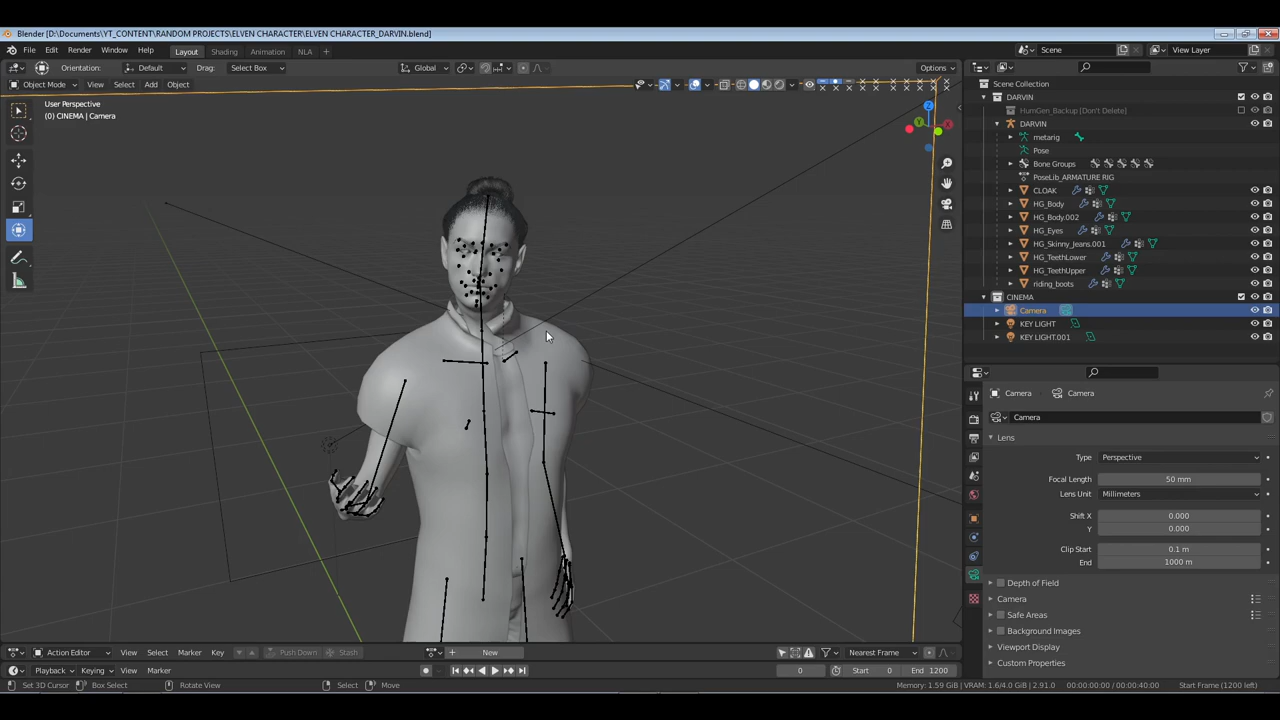 Blender [D:\Documents\YT_CONTENT\RANDOM PROJECTS\ELVEN CHARACTER\ELVEN CHARACTER_DARVIN.blend]
File Edit Render Window Help Layout Shading Animation NLA + Scene View Layer
Orientation: Default Drag: Select Box Global Options
Object Mode View Select Add Object
User Perspective
(0) CINEMA | Camera
Z
Y
X
Scene Collection
DARVIN
HumGen_Backup [Don't Delete]
DARVIN
metarig
Pose
Bone Groups
PoseLib_ARMATURE RIG
CLOAK
HG_Body
HG_Body.002
HG_Eyes
HG_Skinny_Jeans.001
HG_TeethLower
HG_TeethUpper
riding_boots
CINEMA
Camera
KEY LIGHT
KEY LIGHT.001
Camera Camera
Camera
Lens
Type Perspective
Focal Length 50 mm
Lens Unit Millimeters
Shift X 0.000
Y 0.000
Clip Start 0.1 m
End 1000 m
Depth of Field
Camera
Safe Areas
Background Images
Viewport Display
Custom Properties
Action Editor View Select Marker Key Push Down Stash New Nearest Frame
Playback Keying View Marker 0 Start 0 End 1200
Set 3D Cursor Box Select Rotate View Select Move Memory: 1.59 GiB | VRAM: 1.6/4.0 GiB | 2.91.0 00:00:00:00 / 00:00:40:00 Start Frame (1200 left)